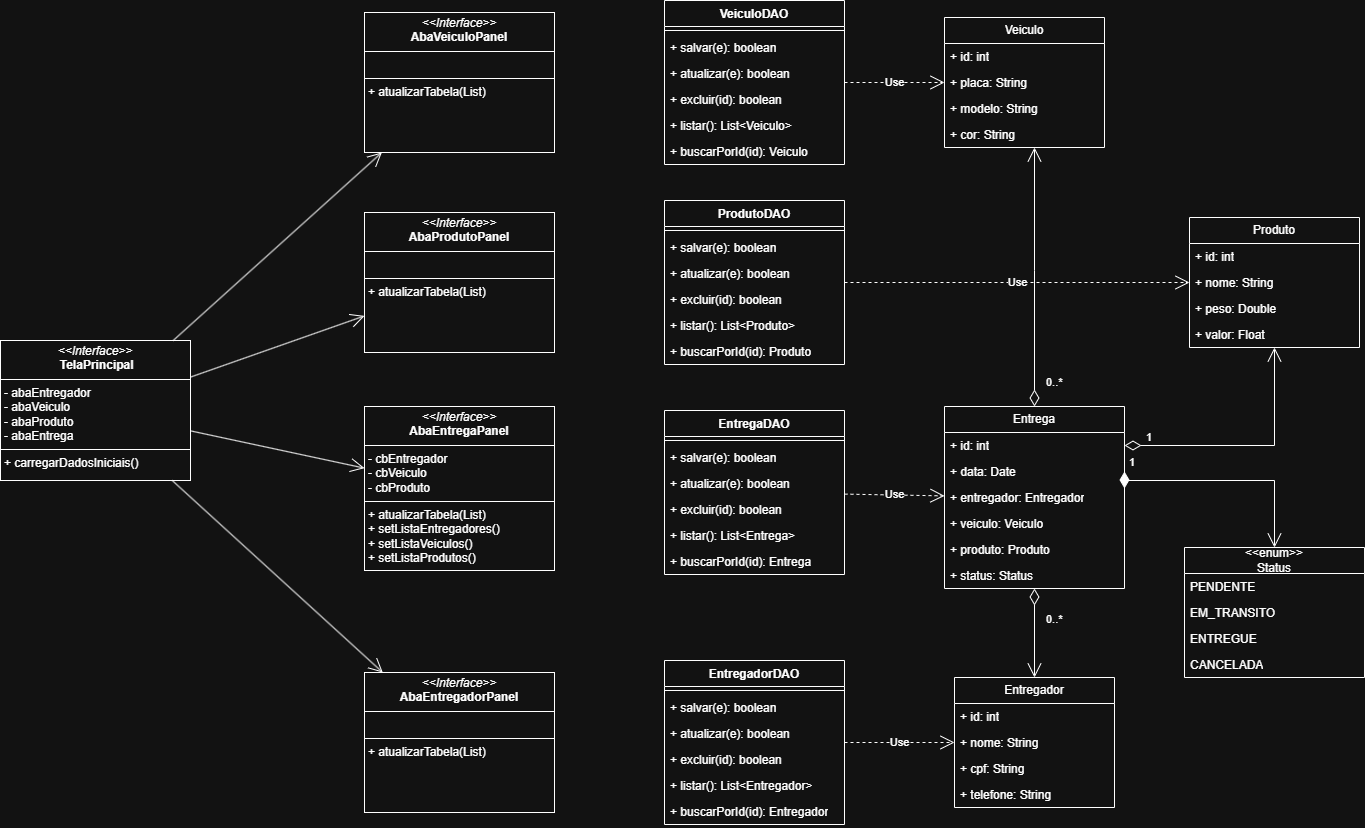 <<Interface>>
AbaVeiculoPanel
+ atualizarTabela(List)
<<Interface>>
AbaProdutoPanel
+ atualizarTabela(List)
<<Interface>>
TelaPrincipal
- abaEntregador
- abaVeiculo
- abaProduto
- abaEntrega
+ carregarDadosIniciais()
<<Interface>>
AbaEntregaPanel
- cbEntregador
- cbVeiculo
- cbProduto
+ atualizarTabela(List)
+ setListaEntregadores()
+ setListaVeiculos()
+ setListaProdutos()
<<Interface>>
AbaEntregadorPanel
+ atualizarTabela(List)
VeiculoDAO
+ salvar(e): boolean
+ atualizar(e): boolean
+ excluir(id): boolean
+ listar(): List<Veiculo>
+ buscarPorId(id): Veiculo
Use
Veiculo
+ id: int
+ placa: String
+ modelo: String
+ cor: String
ProdutoDAO
+ salvar(e): boolean
+ atualizar(e): boolean
+ excluir(id): boolean
+ listar(): List<Produto>
+ buscarPorId(id): Produto
Use
Produto
+ id: int
+ nome: String
+ peso: Double
+ valor: Float
EntregaDAO
+ salvar(e): boolean
+ atualizar(e): boolean
+ excluir(id): boolean
+ listar(): List<Entrega>
+ buscarPorId(id): Entrega
Use
0..*
Entrega
+ id: int
+ data: Date
+ entregador: Entregador
+ veiculo: Veiculo
+ produto: Produto
+ status: Status
1
1
0..*
<<enum>>
Status
PENDENTE
EM_TRANSITO
ENTREGUE
CANCELADA
EntregadorDAO
+ salvar(e): boolean
+ atualizar(e): boolean
+ excluir(id): boolean
+ listar(): List<Entregador>
+ buscarPorId(id): Entregador
Use
Entregador
+ id: int
+ nome: String
+ cpf: String
+ telefone: String